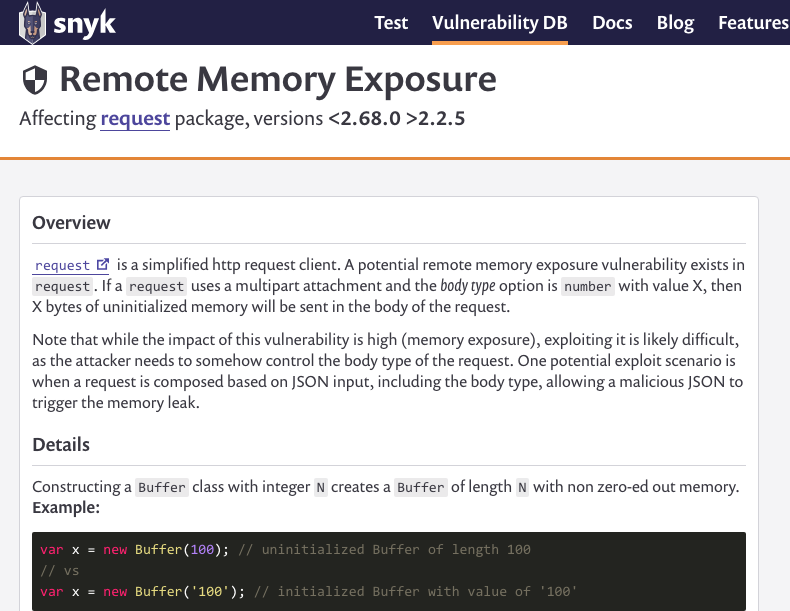 snyk
Test Vulnerability DB Docs Blog Features
Remote Memory Exposure
Affecting request package, versions <2.68.0 >2.2.5
Overview
request is a simplified http request client. A potential remote memory exposure vulnerability exists in
request. If a request uses a multipart attachment and the body type option is number with value X, then
X bytes of uninitialized memory will be sent in the body of the request.
Note that while the impact of this vulnerability is high (memory exposure), exploiting it is likely difficult,
as the attacker needs to somehow control the body type of the request. One potential exploit scenario is
when a request is composed based on JSON input, including the body type, allowing a malicious JSON to
trigger the memory leak.
Details
Constructing a Buffer class with integer N creates a Buffer of length N with non zero-ed out memory.
Example:
var x = new Buffer(100); // uninitialized Buffer of length 100
// vs
var x = new Buffer('100'); // initialized Buffer with value of '100'